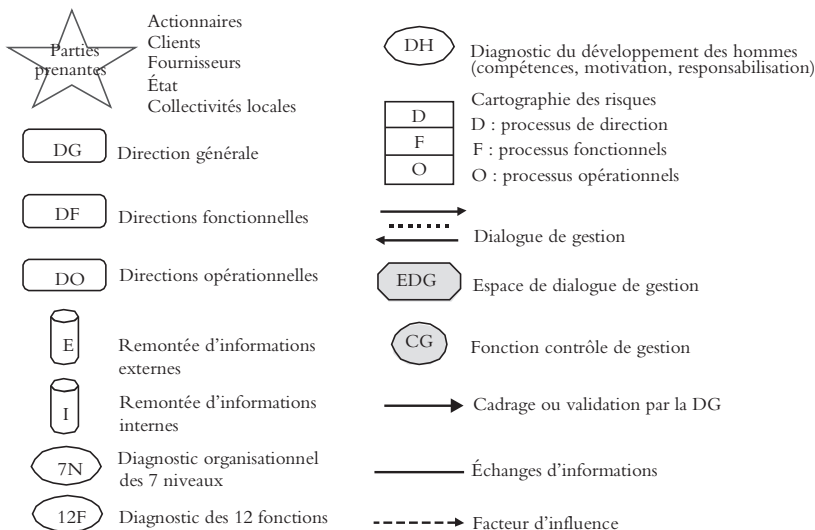 Parties
prenantes
Actionnaires
Clients
Fournisseurs
État
Collectivités locales
DG
Direction générale
DF
Directions fonctionnelles
DO
Directions opérationnelles
E
Remontée d'informations
externes
I
Remontée d'informations
internes
7N
Diagnostic organisationnel
des 7 niveaux
12F
Diagnostic des 12 fonctions
DH
Diagnostic du développement des hommes
(compétences, motivation, responsabilisation)
D
F
O
Cartographie des risques
D : processus de direction
F : processus fonctionnels
O : processus opérationnels
Dialogue de gestion
EDG
Espace de dialogue de gestion
CG
Fonction contrôle de gestion
Cadrage ou validation par la DG
Échanges d'informations
Facteur d'influence